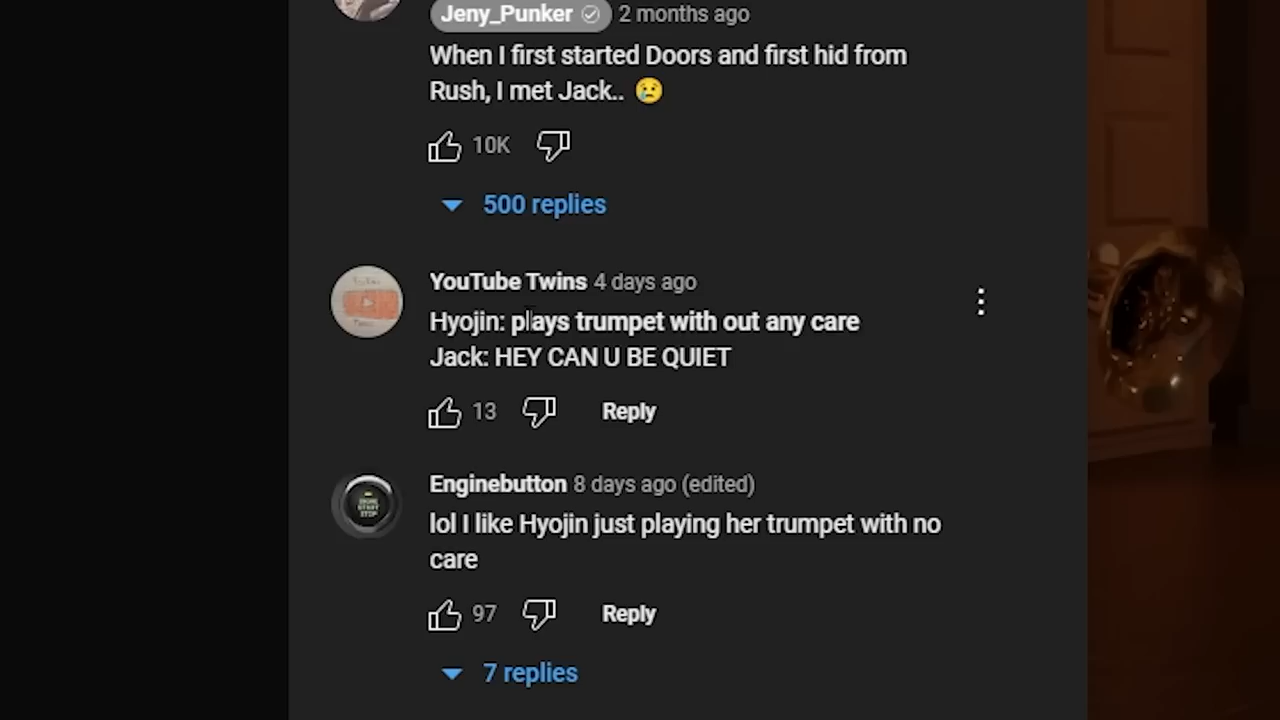 Jeny_Punker 2 months ago
When I first started Doors and first hid from
Rush, I met Jack.. 😢
10K
500 replies
YouTube Twins 4 days ago
Hyojin: plays trumpet with out any care
Jack: HEY CAN U BE QUIET
13 Reply
Enginebutton 8 days ago (edited)
lol I like Hyojin just playing her trumpet with no
care
97 Reply
7 replies